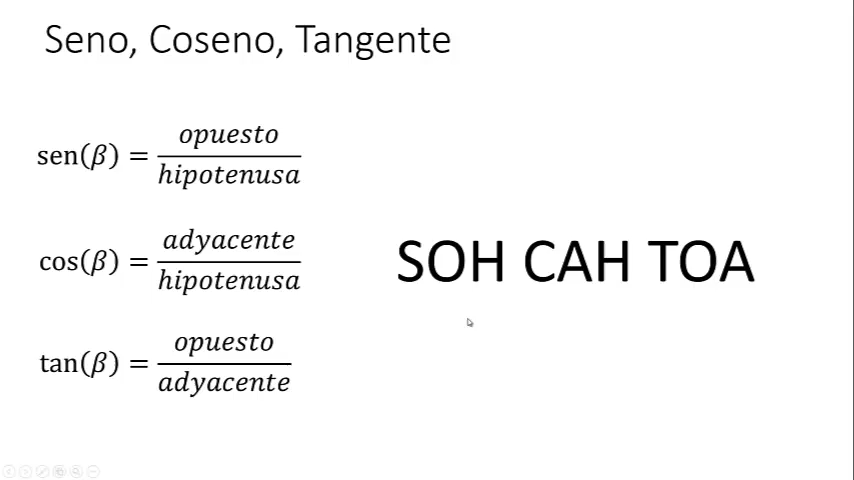 Seno, Coseno, Tangente
sen(β) = opuesto / hipotenusa
cos(β) = adyacente / hipotenusa
SOH CAH TOA
tan(β) = opuesto / adyacente